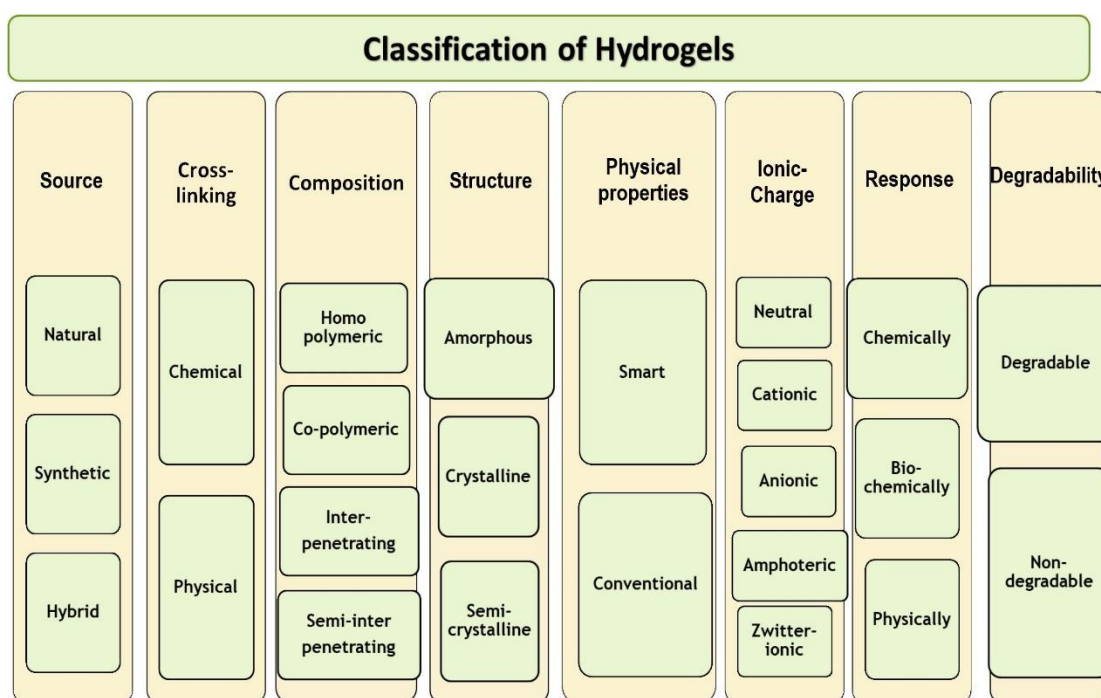 Classification of Hydrogels
Source
Natural
Synthetic
Hybrid
Cross-
linking
Chemical
Physical
Composition
Homo
polymeric
Co-polymeric
Inter-
penetrating
Semi-inter
penetrating
Structure
Amorphous
Crystalline
Semi-
crystalline
Physical
properties
Smart
Conventional
Ionic-
Charge
Neutral
Cationic
Anionic
Amphoteric
Zwitter-
ionic
Response
Chemically
Bio-
chemically
Physically
Degradability
Degradable
Non-
degradable